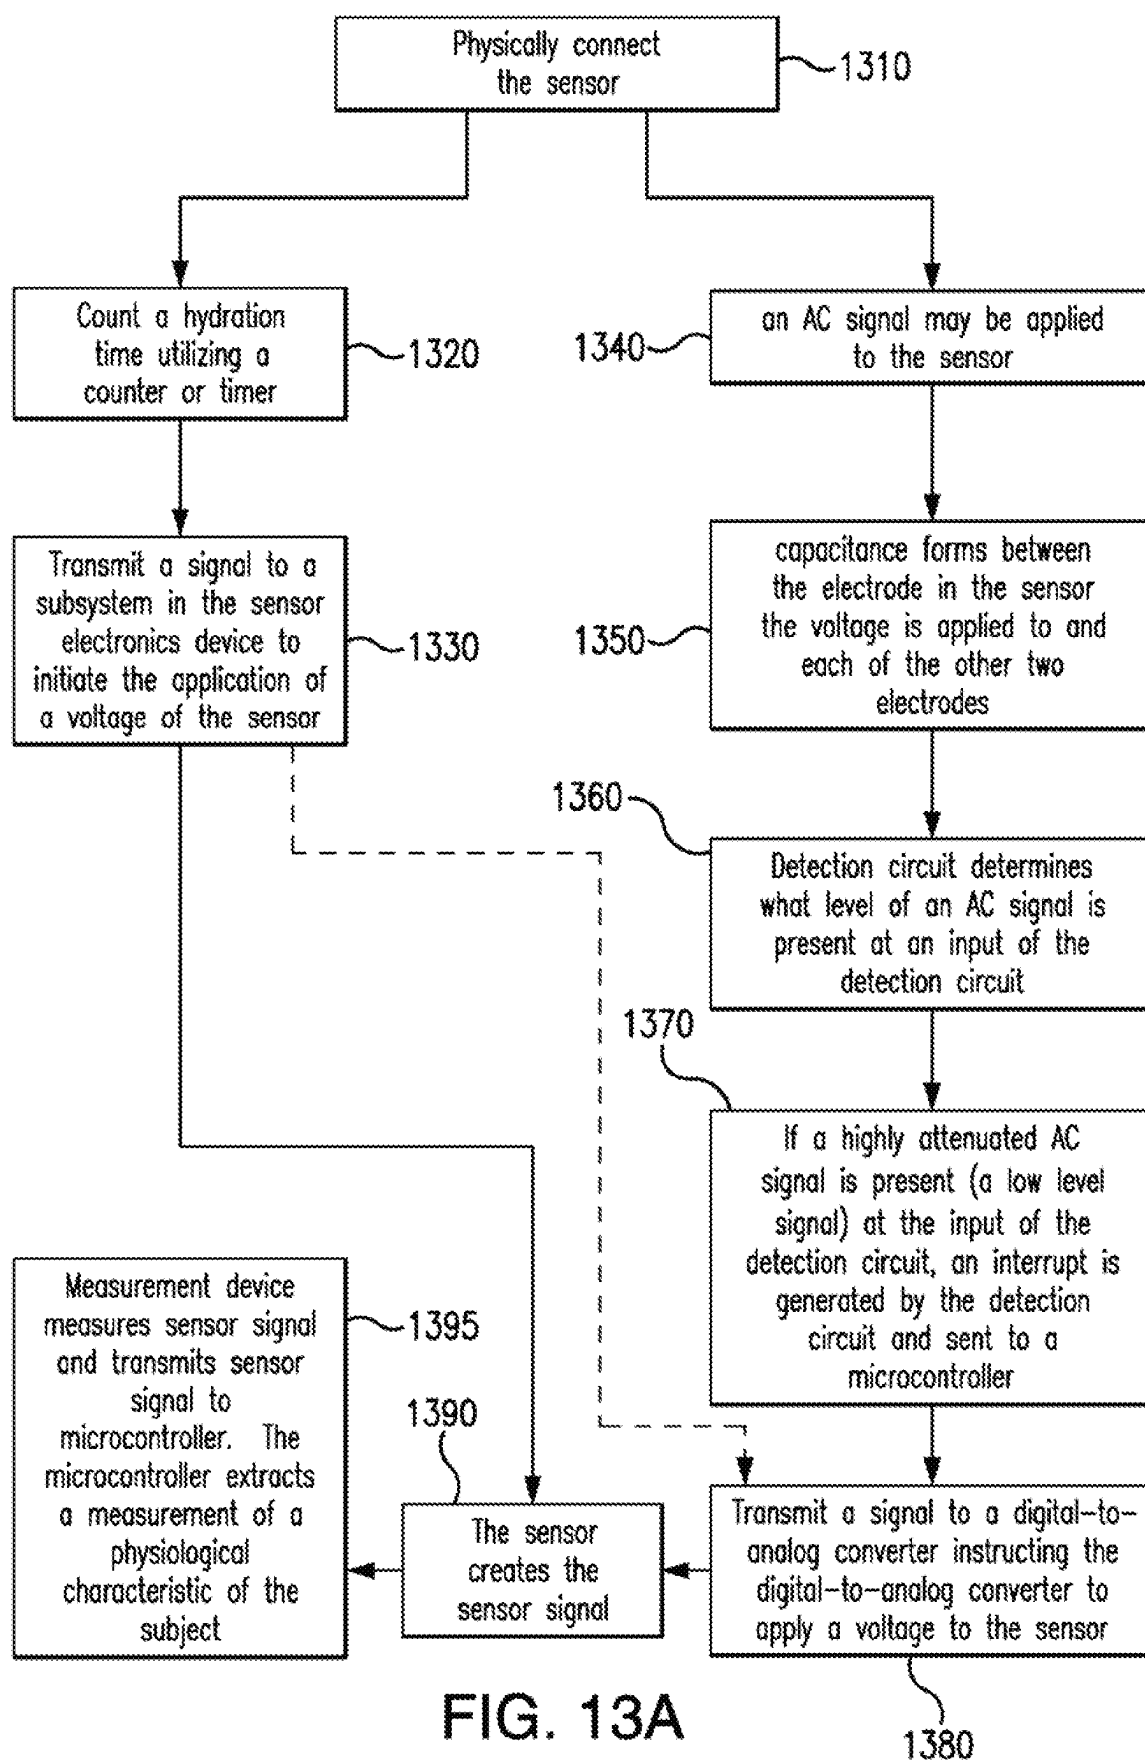 Physically connect
the sensor
1310
Count a hydration
time utilizing a
counter or timer
1320
an AC signal may be applied
to the sensor
1340
Transmit a signal to a
subsystem in the sensor
electronics device to
initiate the application of
a voltage of the sensor
1330
capacitance forms between
the electrode in the sensor
the voltage is applied to and
each of the other two
electrodes
1350
1360
Detection circuit determines
what level of an AC signal is
present at an input of the
detection circuit
1370
If a highly attenuated AC
signal is present (a low level
signal) at the input of the
detection circuit, an interrupt is
generated by the detection
circuit and sent to a
microcontroller
Measurement device
measures sensor signal
and transmits sensor
signal to
microcontroller. The
microcontroller extracts
a measurement of a
physiological
characteristic of the
subject
1395
1390
The sensor
creates the
sensor signal
Transmit a signal to a digital-to-
analog converter instructing the
digital-to-analog converter to
apply a voltage to the sensor
1380
FIG. 13A